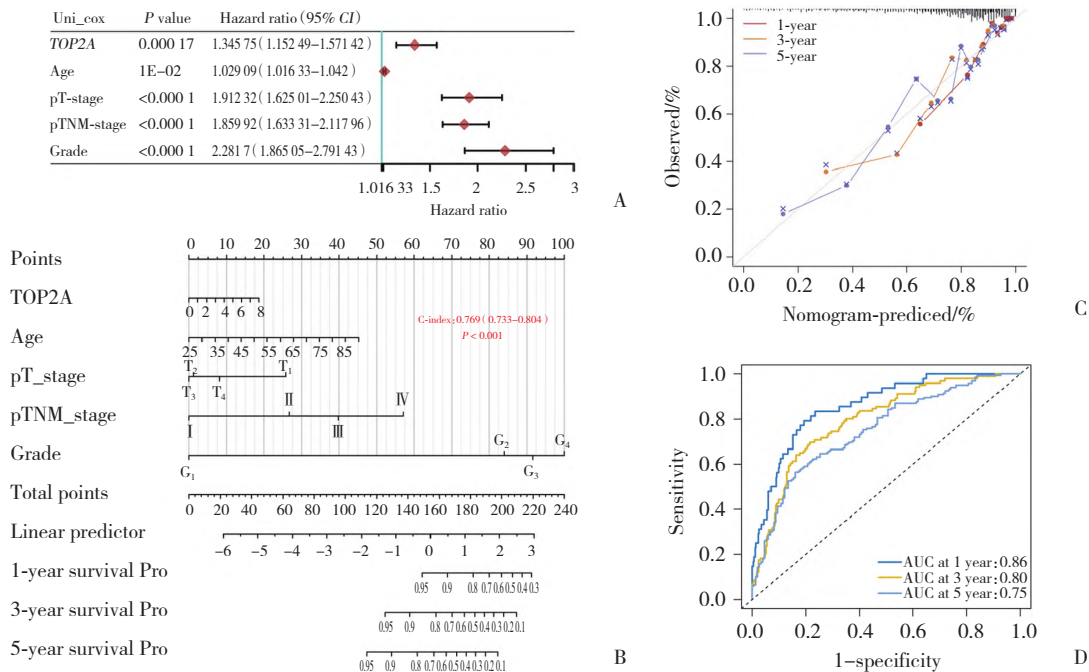 Uni_cox P value Hazard ratio (95% CI)
TOP2A 0.000 17 1.345 75(1.152 49-1.571 42)
Age 1E-02 1.029 09(1.016 33-1.042)
pT-stage <0.000 1 1.912 32(1.625 01-2.250 43)
pTNM-stage <0.000 1 1.859 92(1.633 31-2.117 96)
Grade <0.000 1 2.281 7(1.865 05-2.791 43)
1.016 33 1.5 2 2.5 3
Hazard ratio
A
1.0
0.8
0.6
0.4
0.2
0.0
Observed/%
1-year
3-year
5-year
0.0 0.2 0.4 0.6 0.8 1.0
Nomogram-prediced/%
C
0 10 20 30 40 50 60 70 80 90 100
Points
TOP2A
0 2 4 6 8
C-index:0.769(0.733-0.804)
P < 0.001
Age
25 35 45 55 65 75 85
T2 T1
pT_stage
T3 T4
II IV
pTNM_stage
I III
G2 G4
Grade
G1 G3
Total points
0 20 40 60 80 100 120 140 160 180 200 220 240
Linear predictor
−6 −5 −4 −3 −2 −1 0 1 2 3
1-year survival Pro
0.95 0.9 0.8 0.7 0.6 0.5 0.4 0.3
3-year survival Pro
0.95 0.9 0.8 0.7 0.6 0.5 0.4 0.3 0.2 0.1
5-year survival Pro
0.95 0.9 0.8 0.7 0.6 0.5 0.4 0.3 0.2 0.1
B
1.0
0.8
0.6
0.4
0.2
0.0
Sensitivity
AUC at 1 year:0.86
AUC at 3 year:0.80
AUC at 5 year:0.75
0.0 0.2 0.4 0.6 0.8 1.0
1-specificity
D